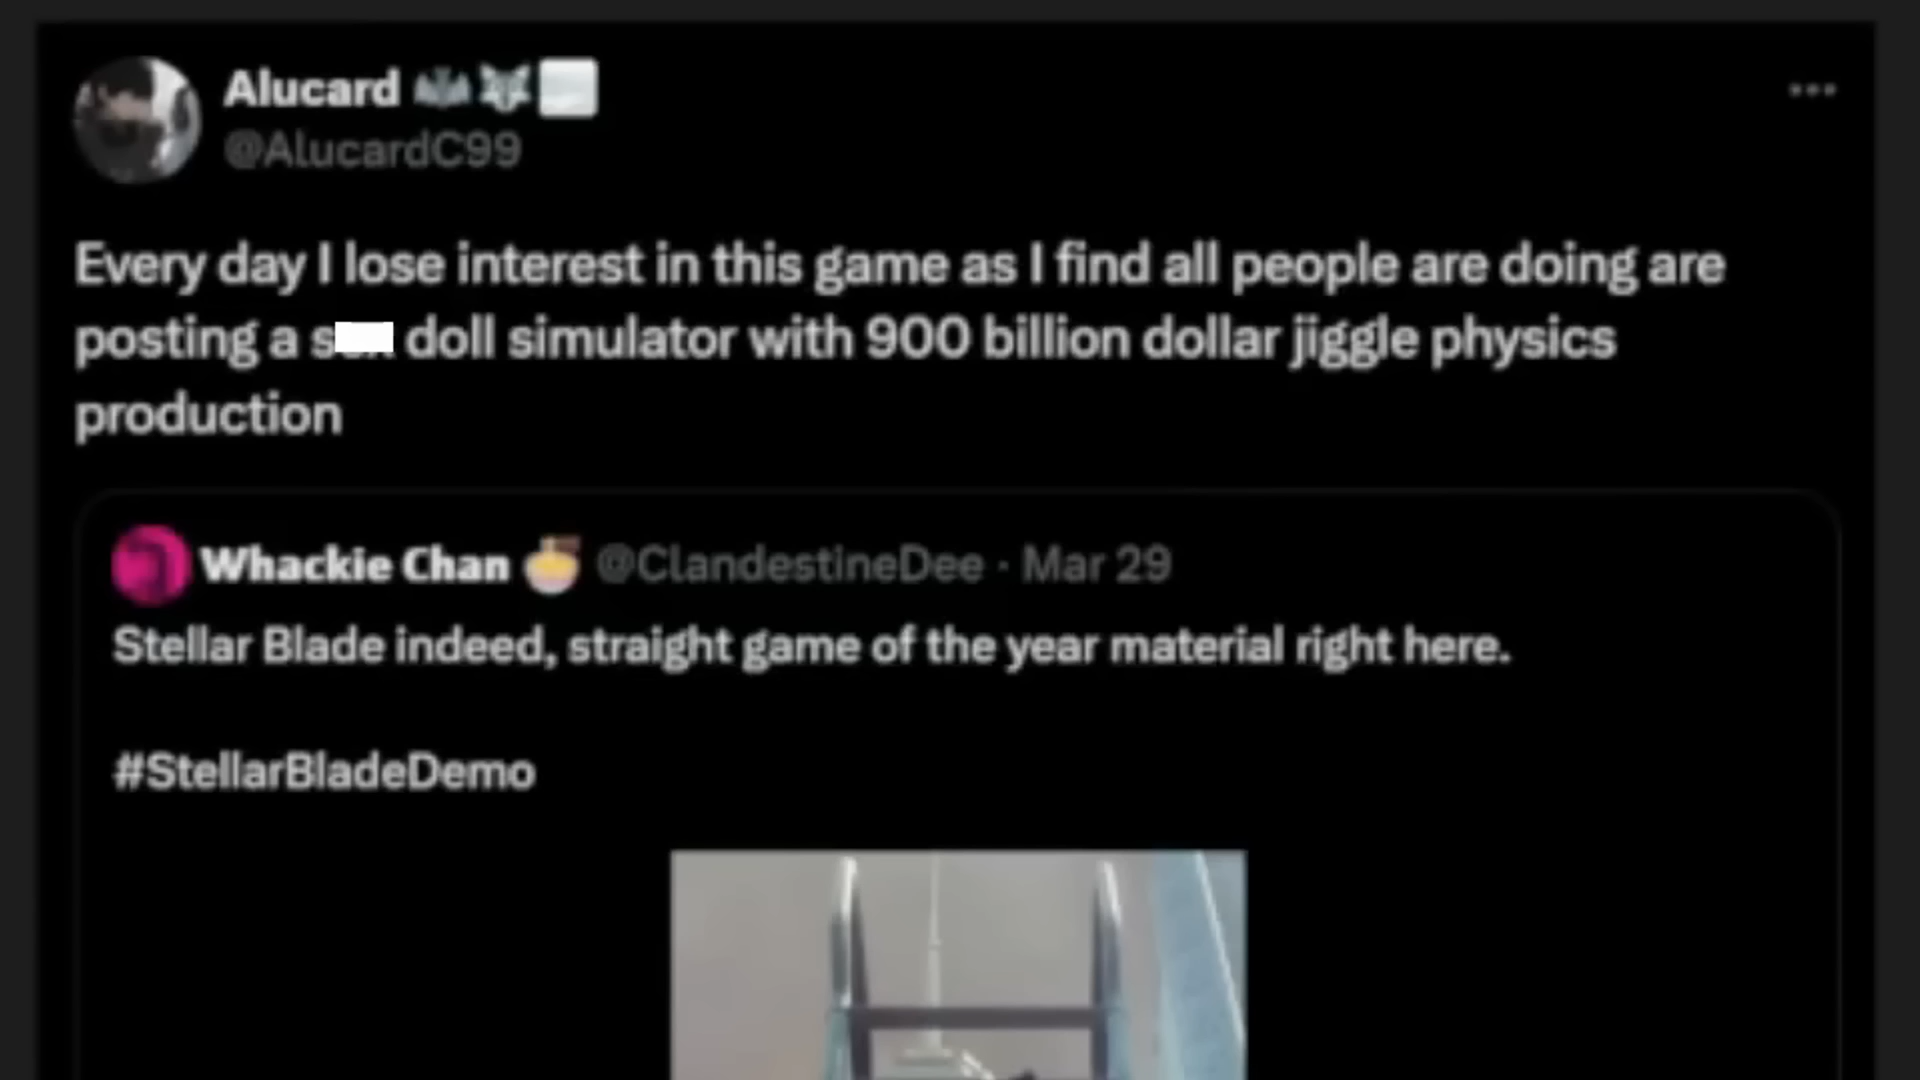 Alucard
@AlucardC99
Every day I lose interest in this game as I find all people are doing are
posting a s doll simulator with 900 billion dollar jiggle physics
production
Whackie Chan @ClandestineDee · Mar 29
Stellar Blade indeed, straight game of the year material right here.
#StellarBladeDemo